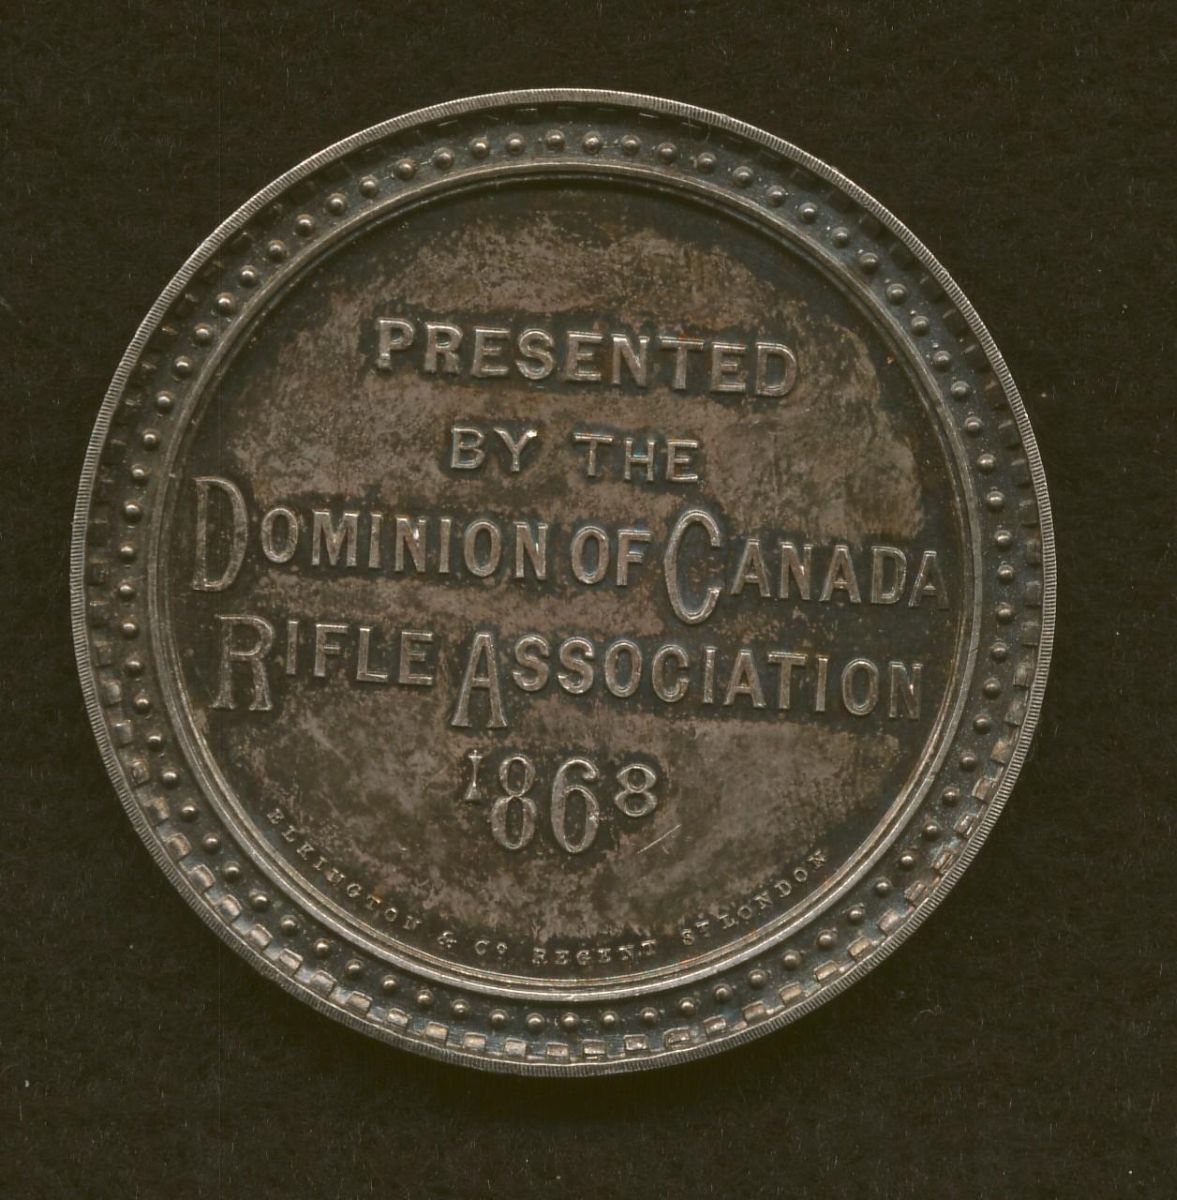 PRESENTED
BY THE
DOMINION OF CANADA
RIFLE ASSOCIATION
1868
ELKINGTON & Co REGENT ST LONDON